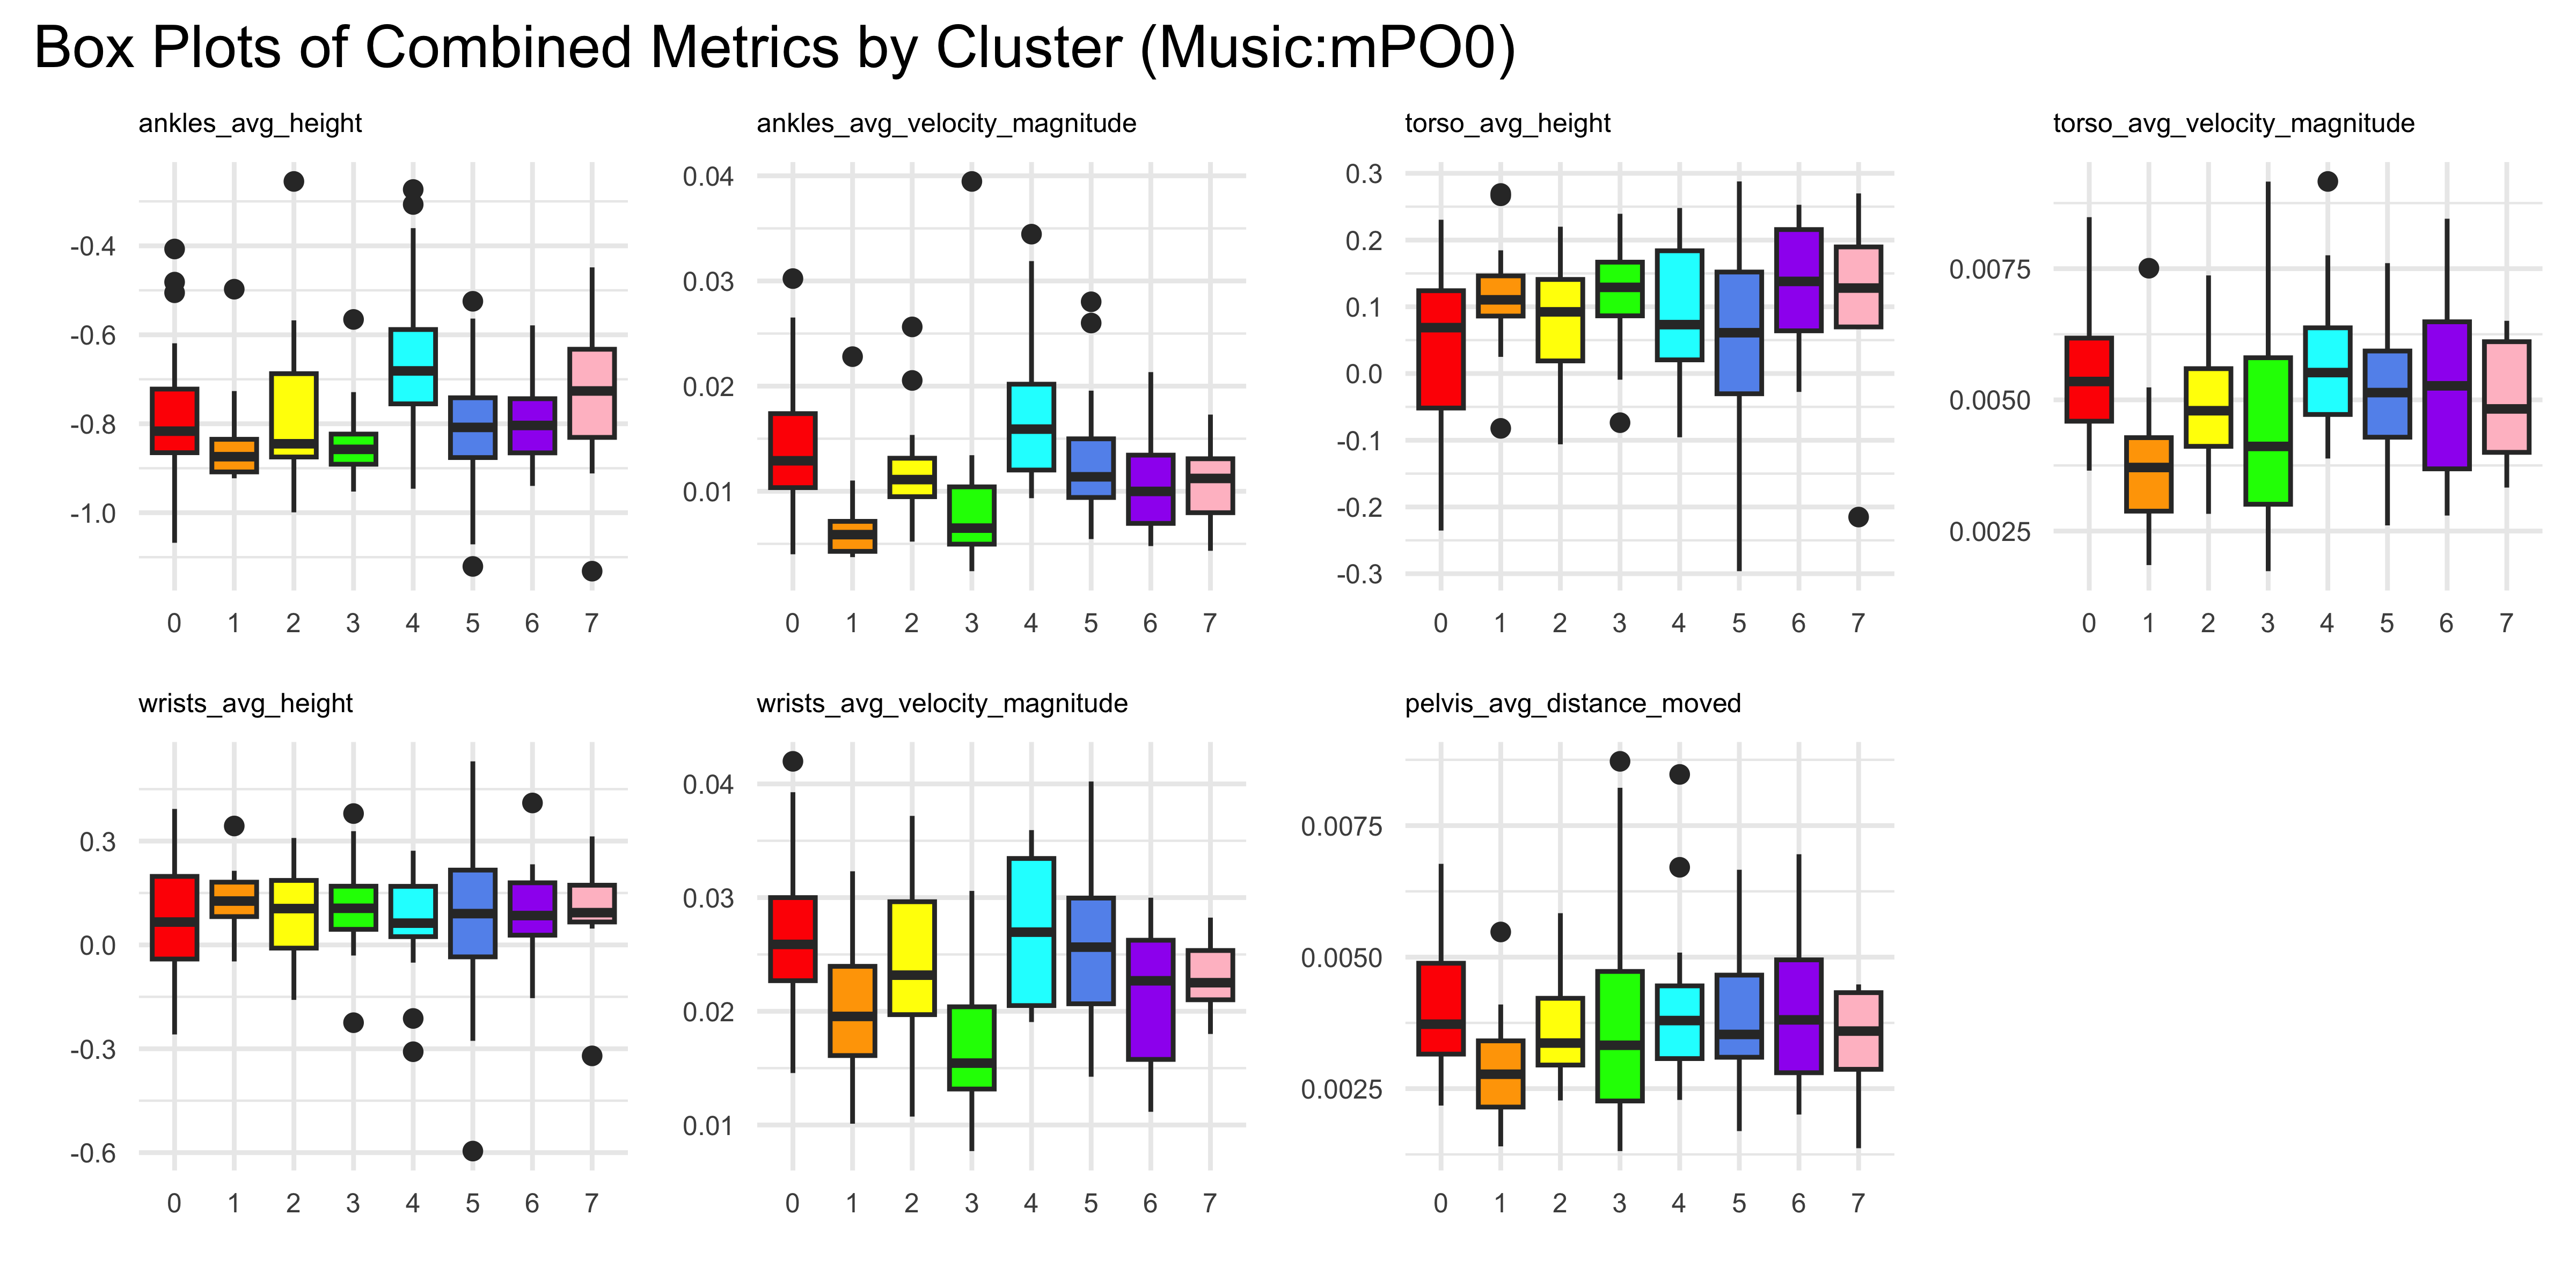 Box Plots of Combined Metrics by Cluster (Music:mPO0)
ankles_avg_height
-0.4
-0.6
-0.8
-1.0
0 1 2 3 4 5 6 7
ankles_avg_velocity_magnitude
0.04
0.03
0.02
0.01
0 1 2 3 4 5 6 7
torso_avg_height
0.3
0.2
0.1
0.0
-0.1
-0.2
-0.3
0 1 2 3 4 5 6 7
torso_avg_velocity_magnitude
0.0075
0.0050
0.0025
0 1 2 3 4 5 6 7
wrists_avg_height
0.3
0.0
-0.3
-0.6
0 1 2 3 4 5 6 7
wrists_avg_velocity_magnitude
0.04
0.03
0.02
0.01
0 1 2 3 4 5 6 7
pelvis_avg_distance_moved
0.0075
0.0050
0.0025
0 1 2 3 4 5 6 7